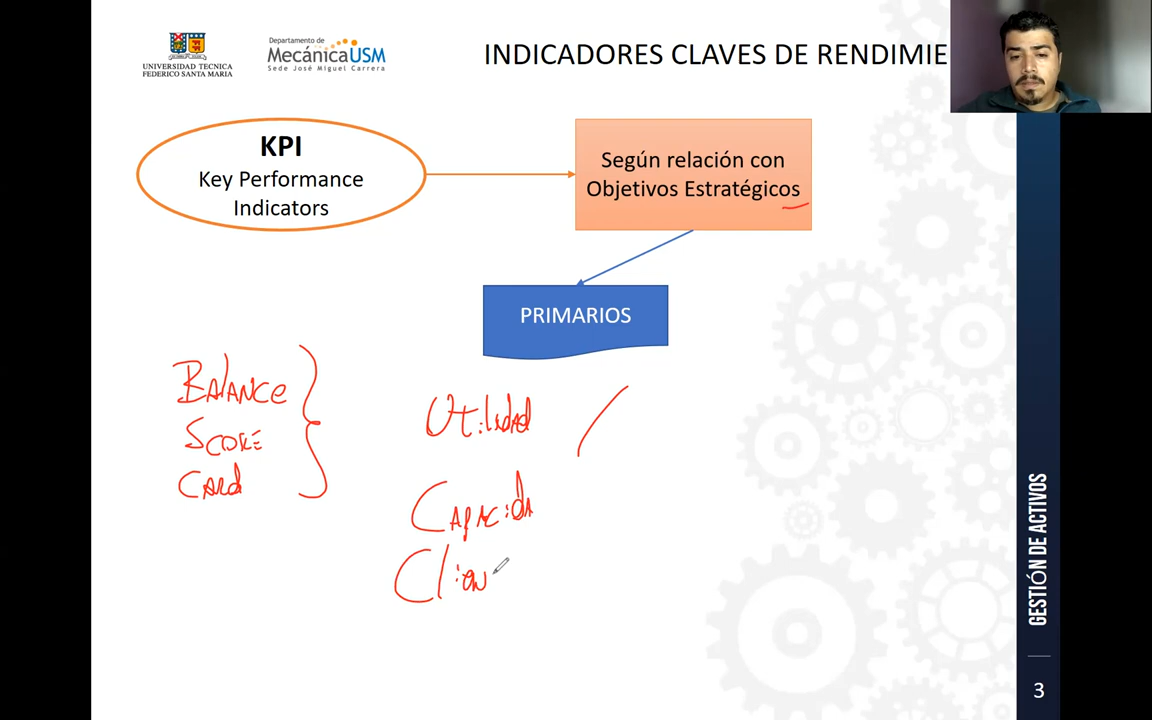 UNIVERSIDAD TECNICA
FEDERICO SANTA MARIA
Departamento de
MecánicaUSM
Sede José Miguel Carrera
INDICADORES CLAVES DE RENDIMIE
KPI
Key Performance
Indicators
Según relación con
Objetivos Estratégicos
PRIMARIOS
BALANCE
SCORE
CARD
Utilidad
Capacida
Clien
GESTIÓN DE ACTIVOS
3